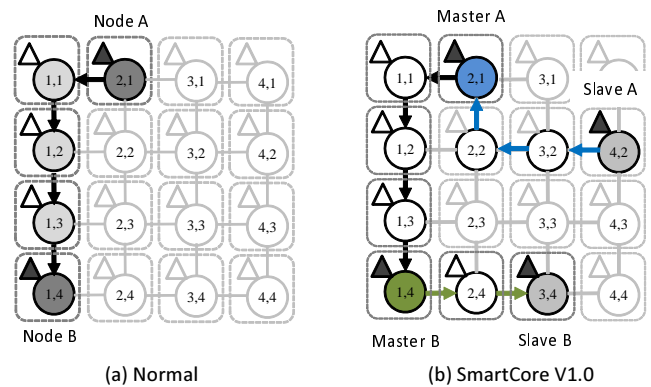 Node A
1,1 2,1 3,1 4,1
1,2 2,2 3,2 4,2
1,3 2,3 3,3 4,3
1,4 2,4 3,4 4,4
Node B
(a) Normal
Master A
1,1 2,1 3,1
Slave A
1,2 2,2 3,2 4,2
1,3 2,3 3,3 4,3
1,4 2,4 3,4 4,4
Master B Slave B
(b) SmartCore V1.0